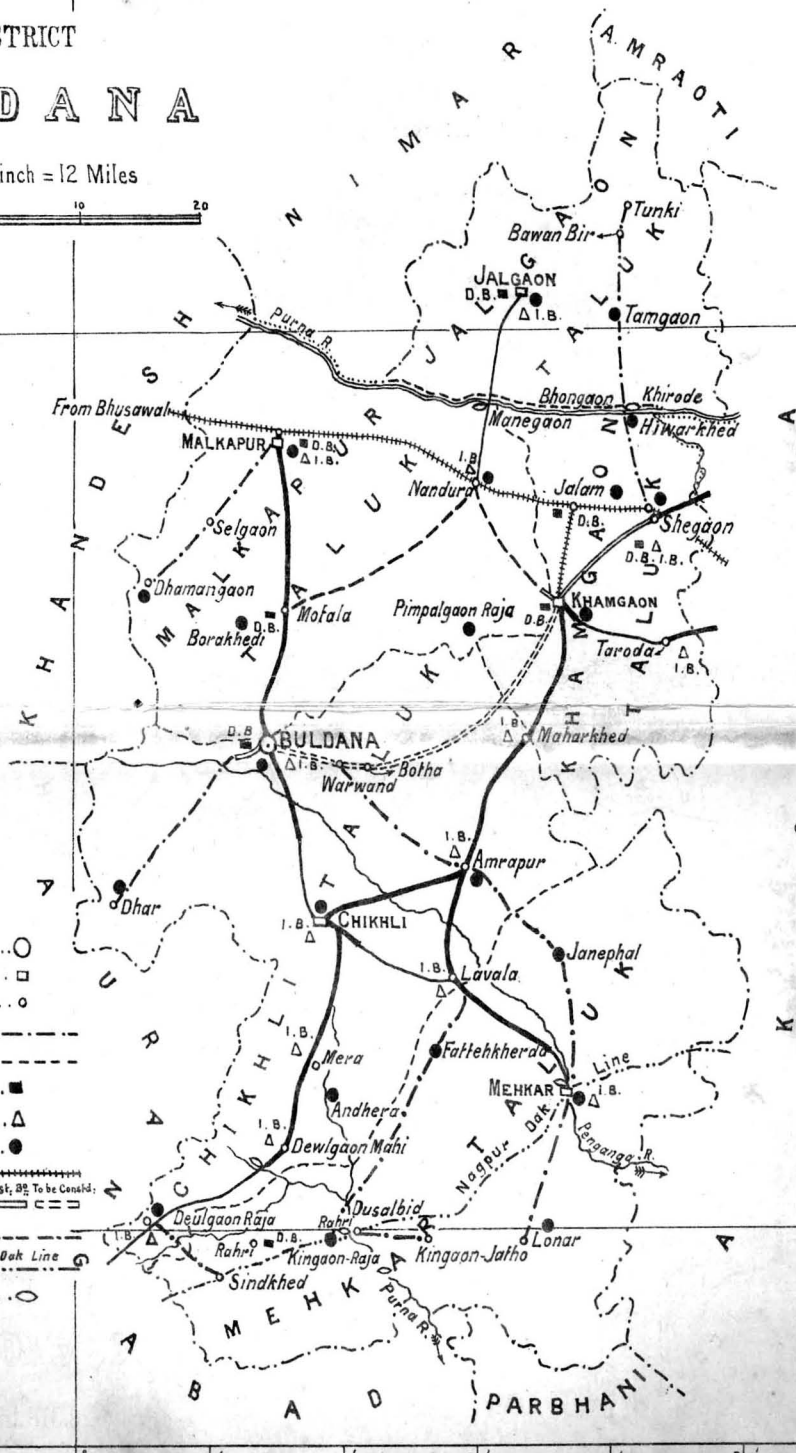 STRICT
DANA
inch = 12 Miles
10 20
AMRAOTI
NIMAR
Tunki
Bawan Bir
JALGAON
D.B.
I.B.
Tamgaon
JALGAON TALUK
Purna R.
Bhongaon
Khirode
Manegaon
Hiwarkhed
From Bhusawal
MALKAPUR
D.B.
I.B.
I.B.
Nandura
Jalam
D.B.
Shegaon
D.B.
I.B.
Selgaon
Dhamangaon
MALKAPUR TALUK
Borakhedi
D.B.
Mofala
Pimpalgaon Raja
D.B.
KHAMGAON
Taroda
I.B.
KHAMGAON TALUK
KHANDESH
D.B.
BULDANA
I.B.
Warwand
Botha
I.B.
Maharkhed
I.B.
Amrapur
Dhar
I.B.
CHIKHLI
Janephal
I.B.
Lavala
I.B.
Mera
Fattehkherda
MEHKAR
I.B.
Line
Andhera
I.B.
Dewlgaon Mahi
Nagpur Dak
Penganga R.
CHIKHLI TALUK
Deulgaon Raja
I.B.
Dusalbid
Rahri
Rahri
D.B.
Kingaon-Raja
Kingaon-Jatho
Lonar
Sindkhed
MEHKAR TALUK
Purna R.
AURANGABAD
PARBHANI
A K A
To be Constd:
Dak Line